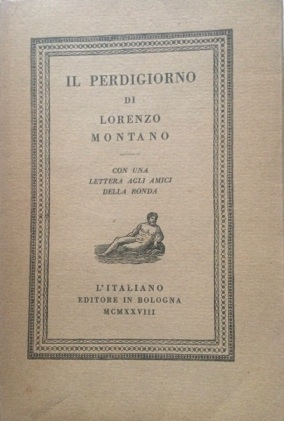 IL PERDIGIORNO
DI
LORENZO
MONTANO
CON UNA
LETTERA AGLI AMICI
DELLA RONDA
L'ITALIANO
EDITORE IN BOLOGNA
MCMXXVIII